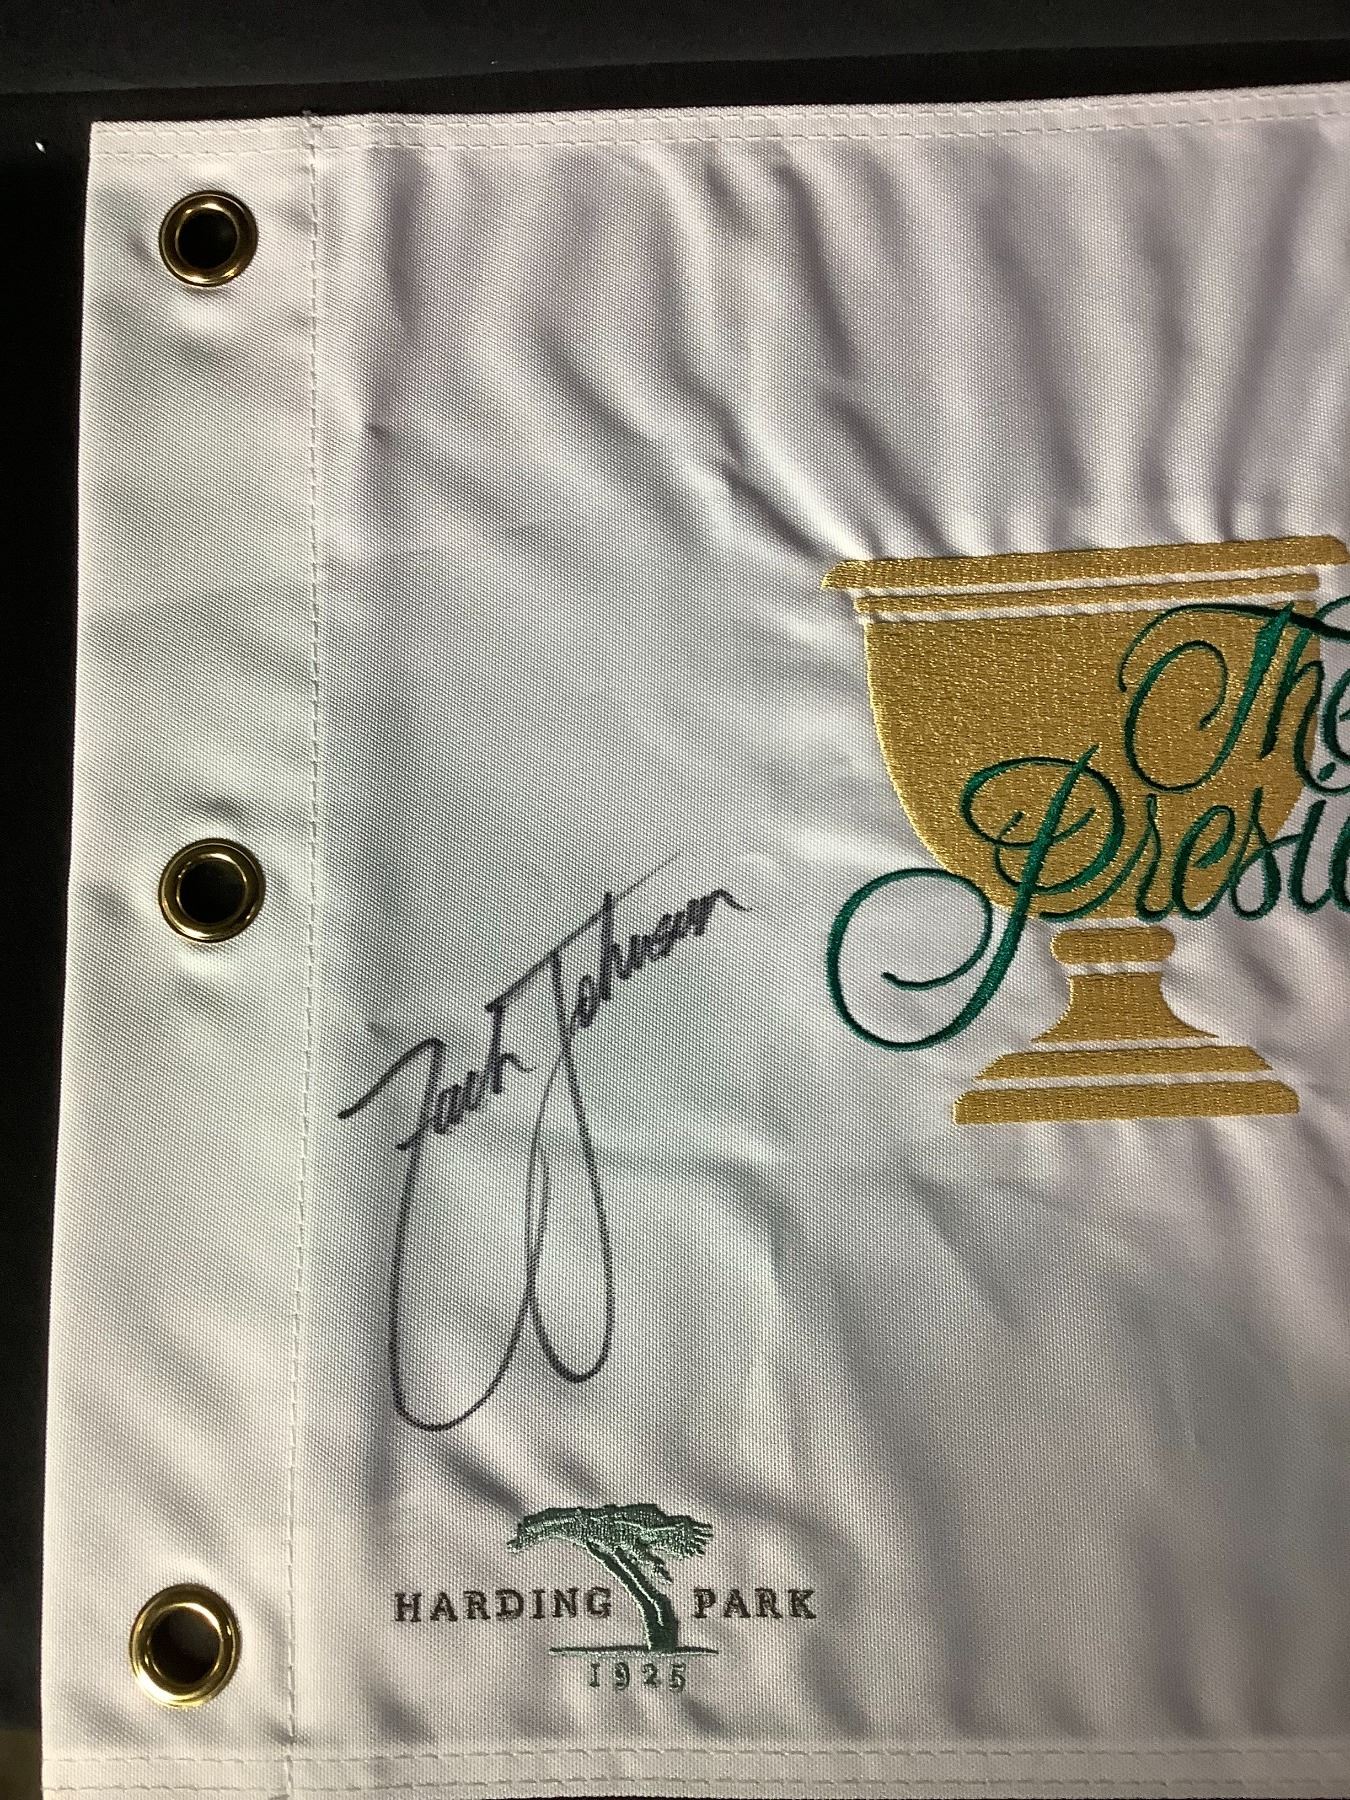 The
Presid
Zach Johnson
HARDING PARK
1925